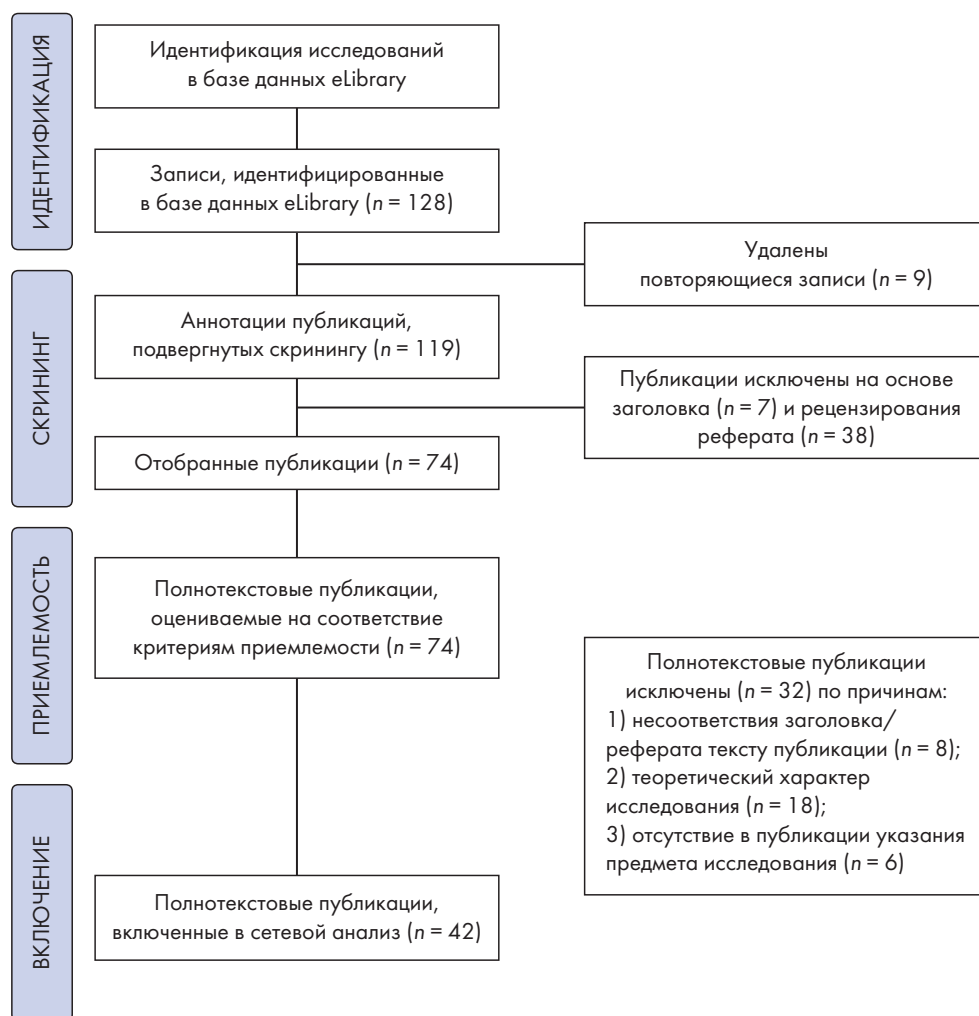 ИДЕНТИФИКАЦИЯ
Идентификация исследований
в базе данных eLibrary
Записи, идентифицированные
в базе данных eLibrary (n = 128)
Удалены
повторяющиеся записи (n = 9)
СКРИНИНГ
Аннотации публикаций,
подвергнутых скринингу (n = 119)
Публикации исключены на основе
заголовка (n = 7) и рецензирования
реферата (n = 38)
Отобранные публикации (n = 74)
ПРИЕМЛЕМОСТЬ
Полнотекстовые публикации,
оцениваемые на соответствие
критериям приемлемости (n = 74)
Полнотекстовые публикации
исключены (n = 32) по причинам:
1) несоответствия заголовка/
реферата тексту публикации (n = 8);
2) теоретический характер
исследования (n = 18);
3) отсутствие в публикации указания
предмета исследования (n = 6)
ВКЛЮЧЕНИЕ
Полнотекстовые публикации,
включенные в сетевой анализ (n = 42)